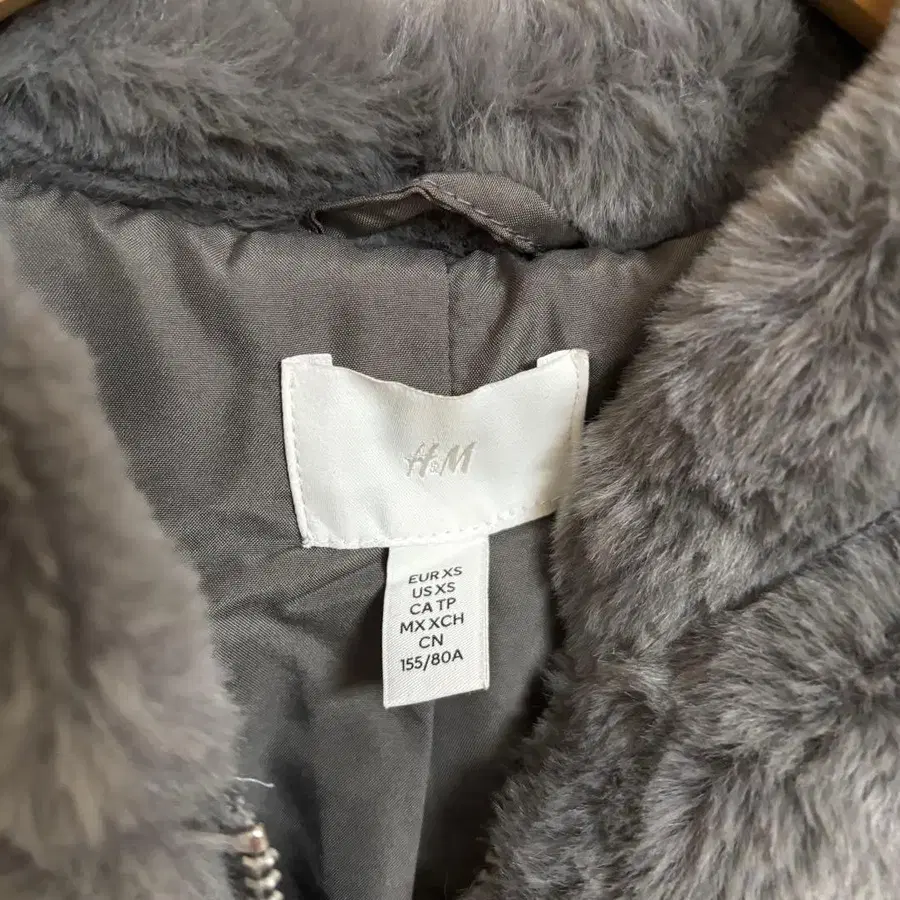 H&M
EUR XS
US XS
CA TP
MX XCH
CN
155/80A